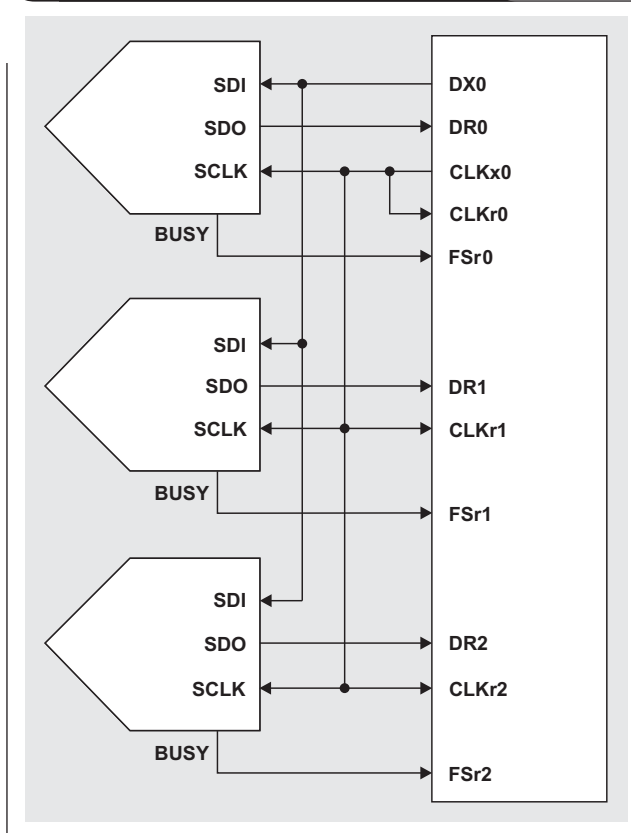 SDI DX0
SDO DR0
SCLK CLKx0
CLKr0
BUSY
FSr0
SDI
SDO DR1
SCLK CLKr1
BUSY
FSr1
SDI
SDO DR2
SCLK CLKr2
BUSY
FSr2